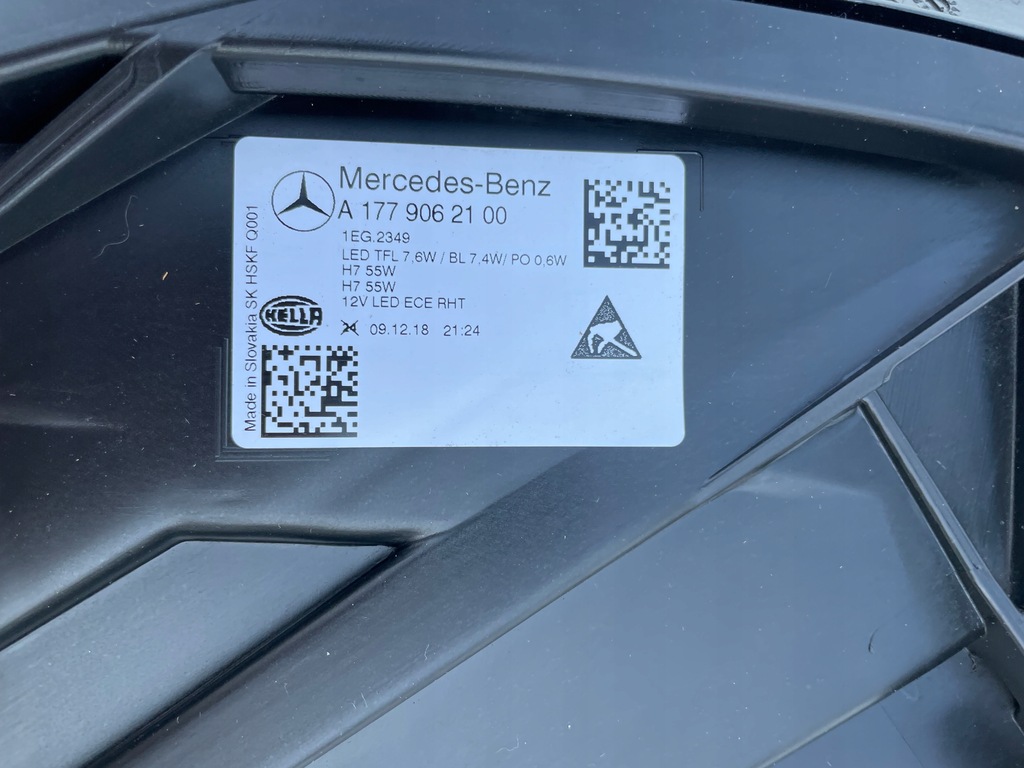 Mercedes-Benz
A 177 906 21 00
1EG.2349
LED TFL 7,6W / BL 7,4W/ PO 0,6W
H7 55W
H7 55W
12V LED ECE RHT
HELLA
09.12.18 21:24
Made in Slovakia SK HSKF Q001